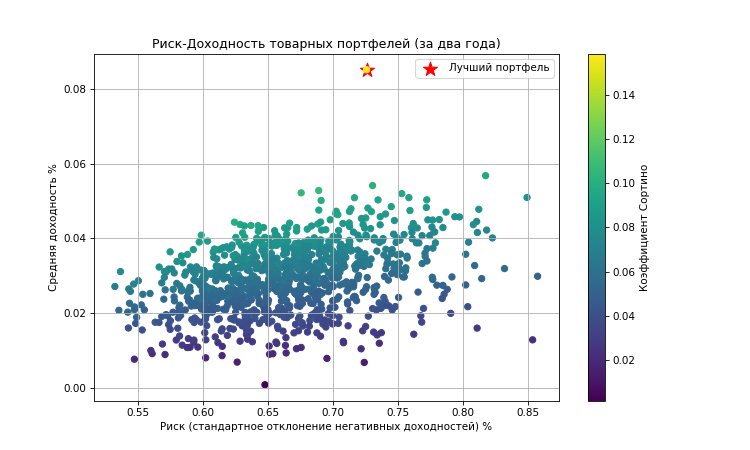 Риск-Доходность товарных портфелей (за два года)
Лучший портфель
Средняя доходность %
0.08
0.06
0.04
0.02
0.00
0.55 0.60 0.65 0.70 0.75 0.80 0.85
Риск (стандартное отклонение негативных доходностей) %
0.14
0.12
0.10
0.08
0.06
0.04
0.02
Коэффициент Сортино